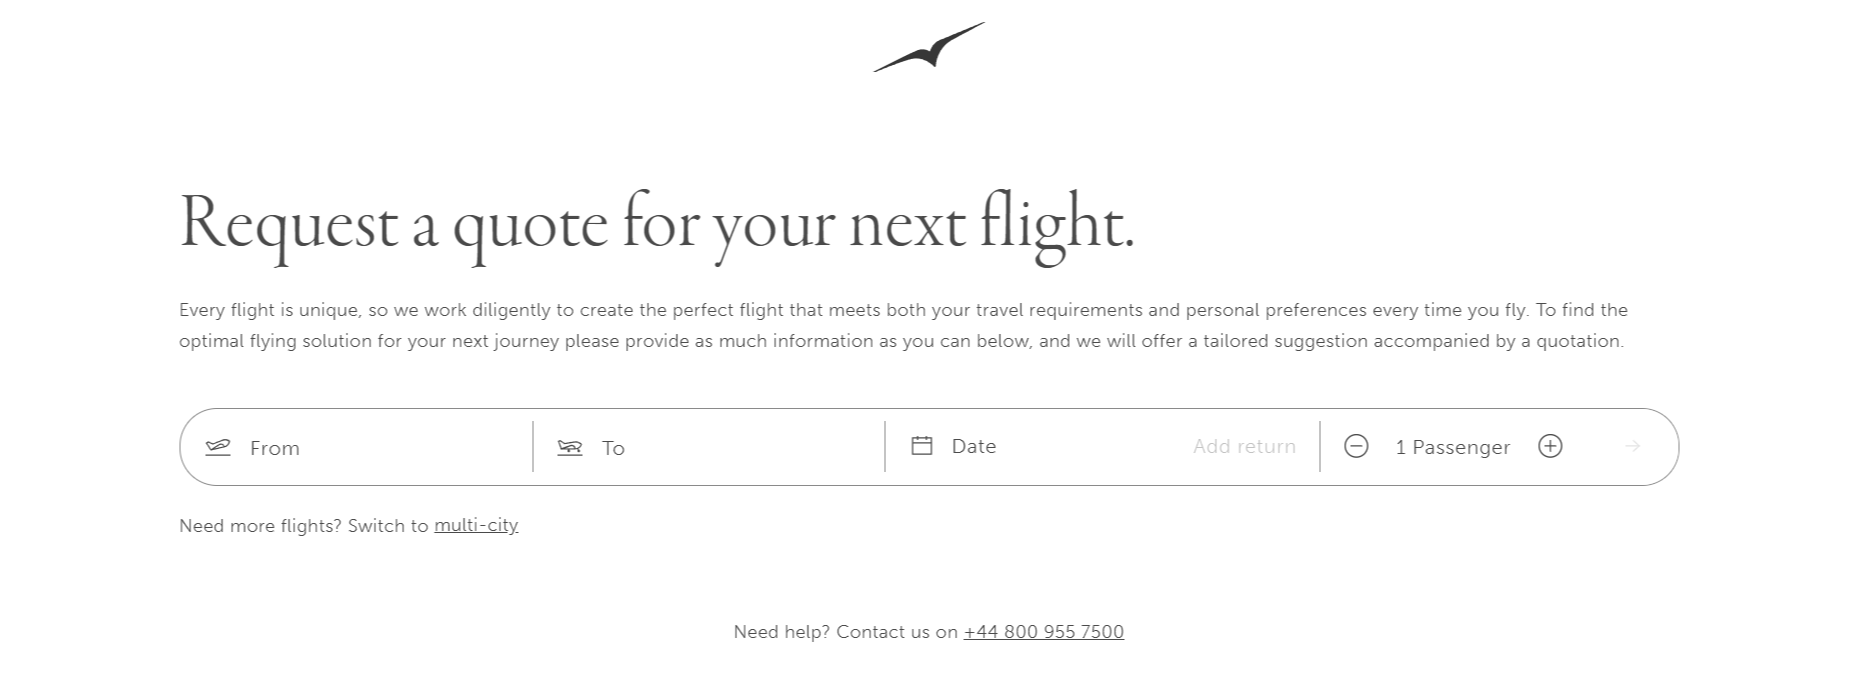 Request a quote for your next flight.
Every flight is unique, so we work diligently to create the perfect flight that meets both your travel requirements and personal preferences every time you fly. To find the
optimal flying solution for your next journey please provide as much information as you can below, and we will offer a tailored suggestion accompanied by a quotation.
From To Date Add return 1 Passenger
Need more flights? Switch to multi-city
Need help? Contact us on +44 800 955 7500